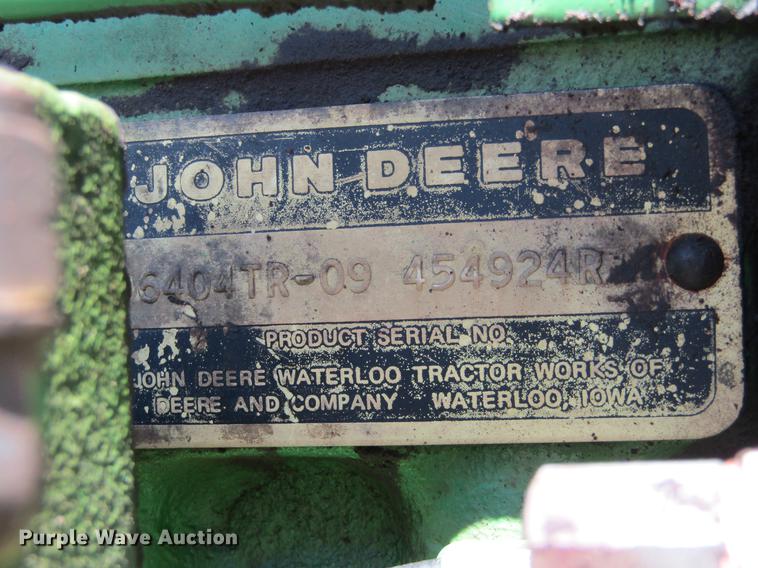 JOHN DEERE
06404TR-09 454924R
PRODUCT SERIAL NO.
JOHN DEERE WATERLOO TRACTOR WORKS OF
DEERE AND COMPANY WATERLOO, IOWA
Purple Wave Auction